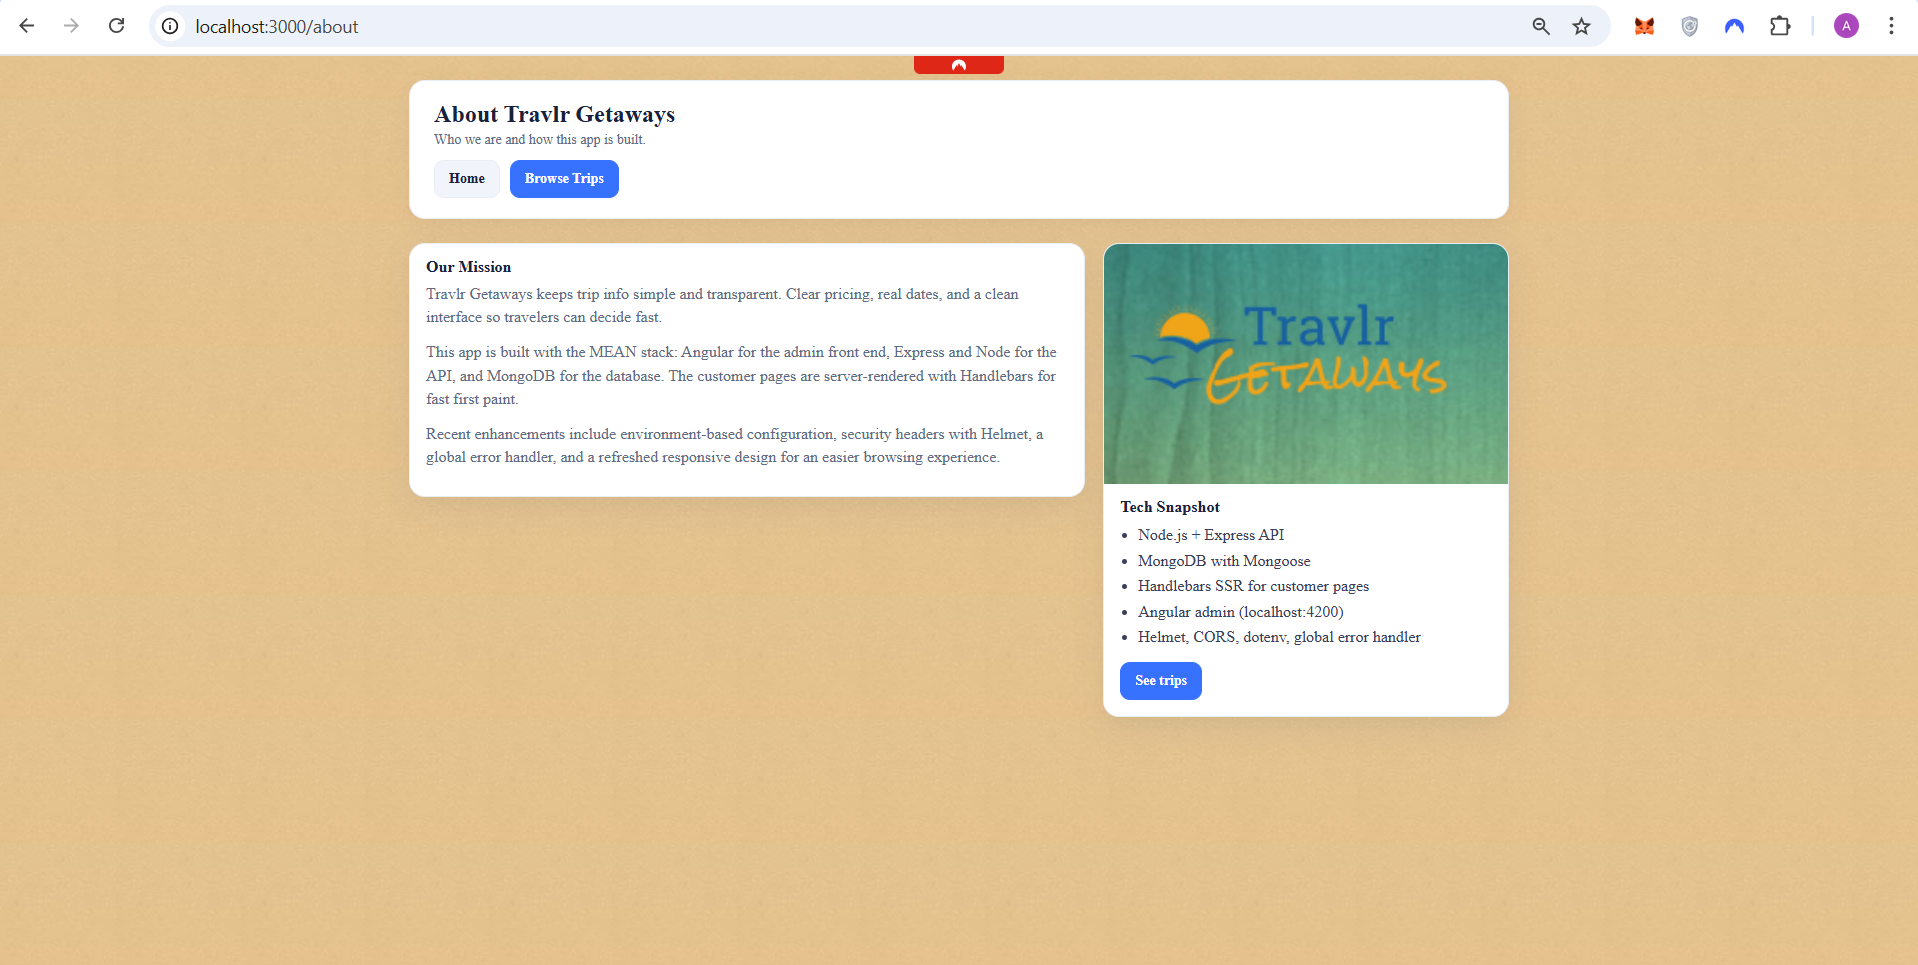 localhost:3000/about
A
About Travlr Getaways
Who we are and how this app is built.
Home
Browse Trips
Our Mission
Travlr Getaways keeps trip info simple and transparent. Clear pricing, real dates, and a clean
interface so travelers can decide fast.
This app is built with the MEAN stack: Angular for the admin front end, Express and Node for the
API, and MongoDB for the database. The customer pages are server-rendered with Handlebars for
fast first paint.
Recent enhancements include environment-based configuration, security headers with Helmet, a
global error handler, and a refreshed responsive design for an easier browsing experience.
Travlr
GETAWAYS
Tech Snapshot
• Node.js + Express API
• MongoDB with Mongoose
• Handlebars SSR for customer pages
• Angular admin (localhost:4200)
• Helmet, CORS, dotenv, global error handler
See trips